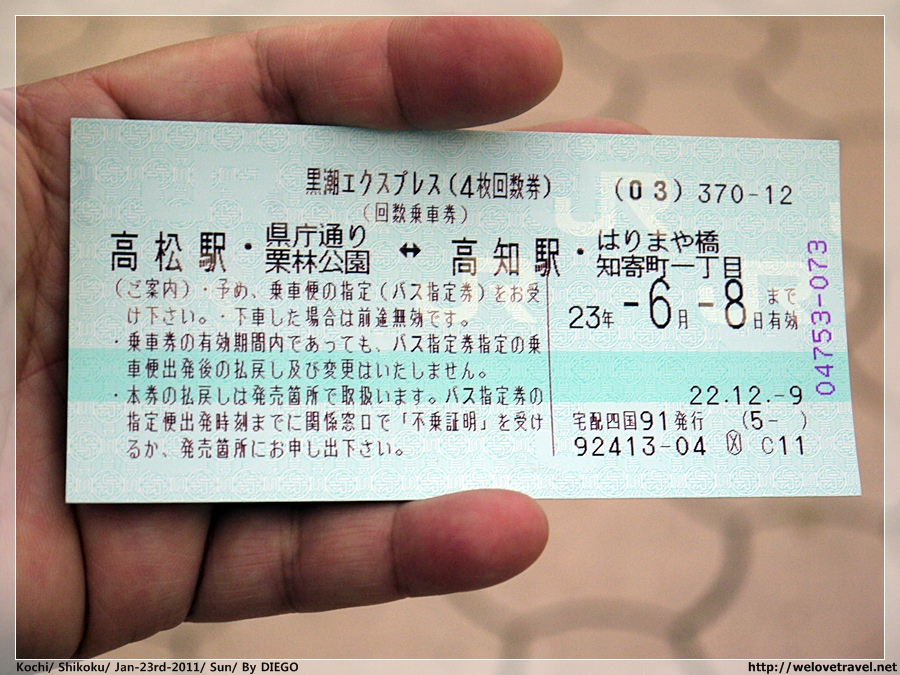 黒潮エクスプレス(4枚回数券)
(回数乗車券)
(03) 370-12
高松駅・県庁通り 栗林公園 ↔ 高知駅・はりまや橋 知寄町一丁目
(ご案内)・予め、乗車便の指定(バス指定券)をお受
け下さい。・下車した場合は前途無効です。
・乗車券の有効期間内であっても、バス指定券指定の乗
車便出発後の払戻し及び変更はいたしません。
・本券の払戻しは発売箇所で取扱います。バス指定券の
指定便出発時刻までに関係窓口で「不乗証明」を受け
るか、発売箇所にお申し出下さい。
23年-6月-8日まで有効
22.12.-9
宅配四国91発行 (5- )
92413-04 Ⓧ C11
04753-073
JR
Kochi/ Shikoku/ Jan-23rd-2011/ Sun/ By DIEGO
http://welovetravel.net